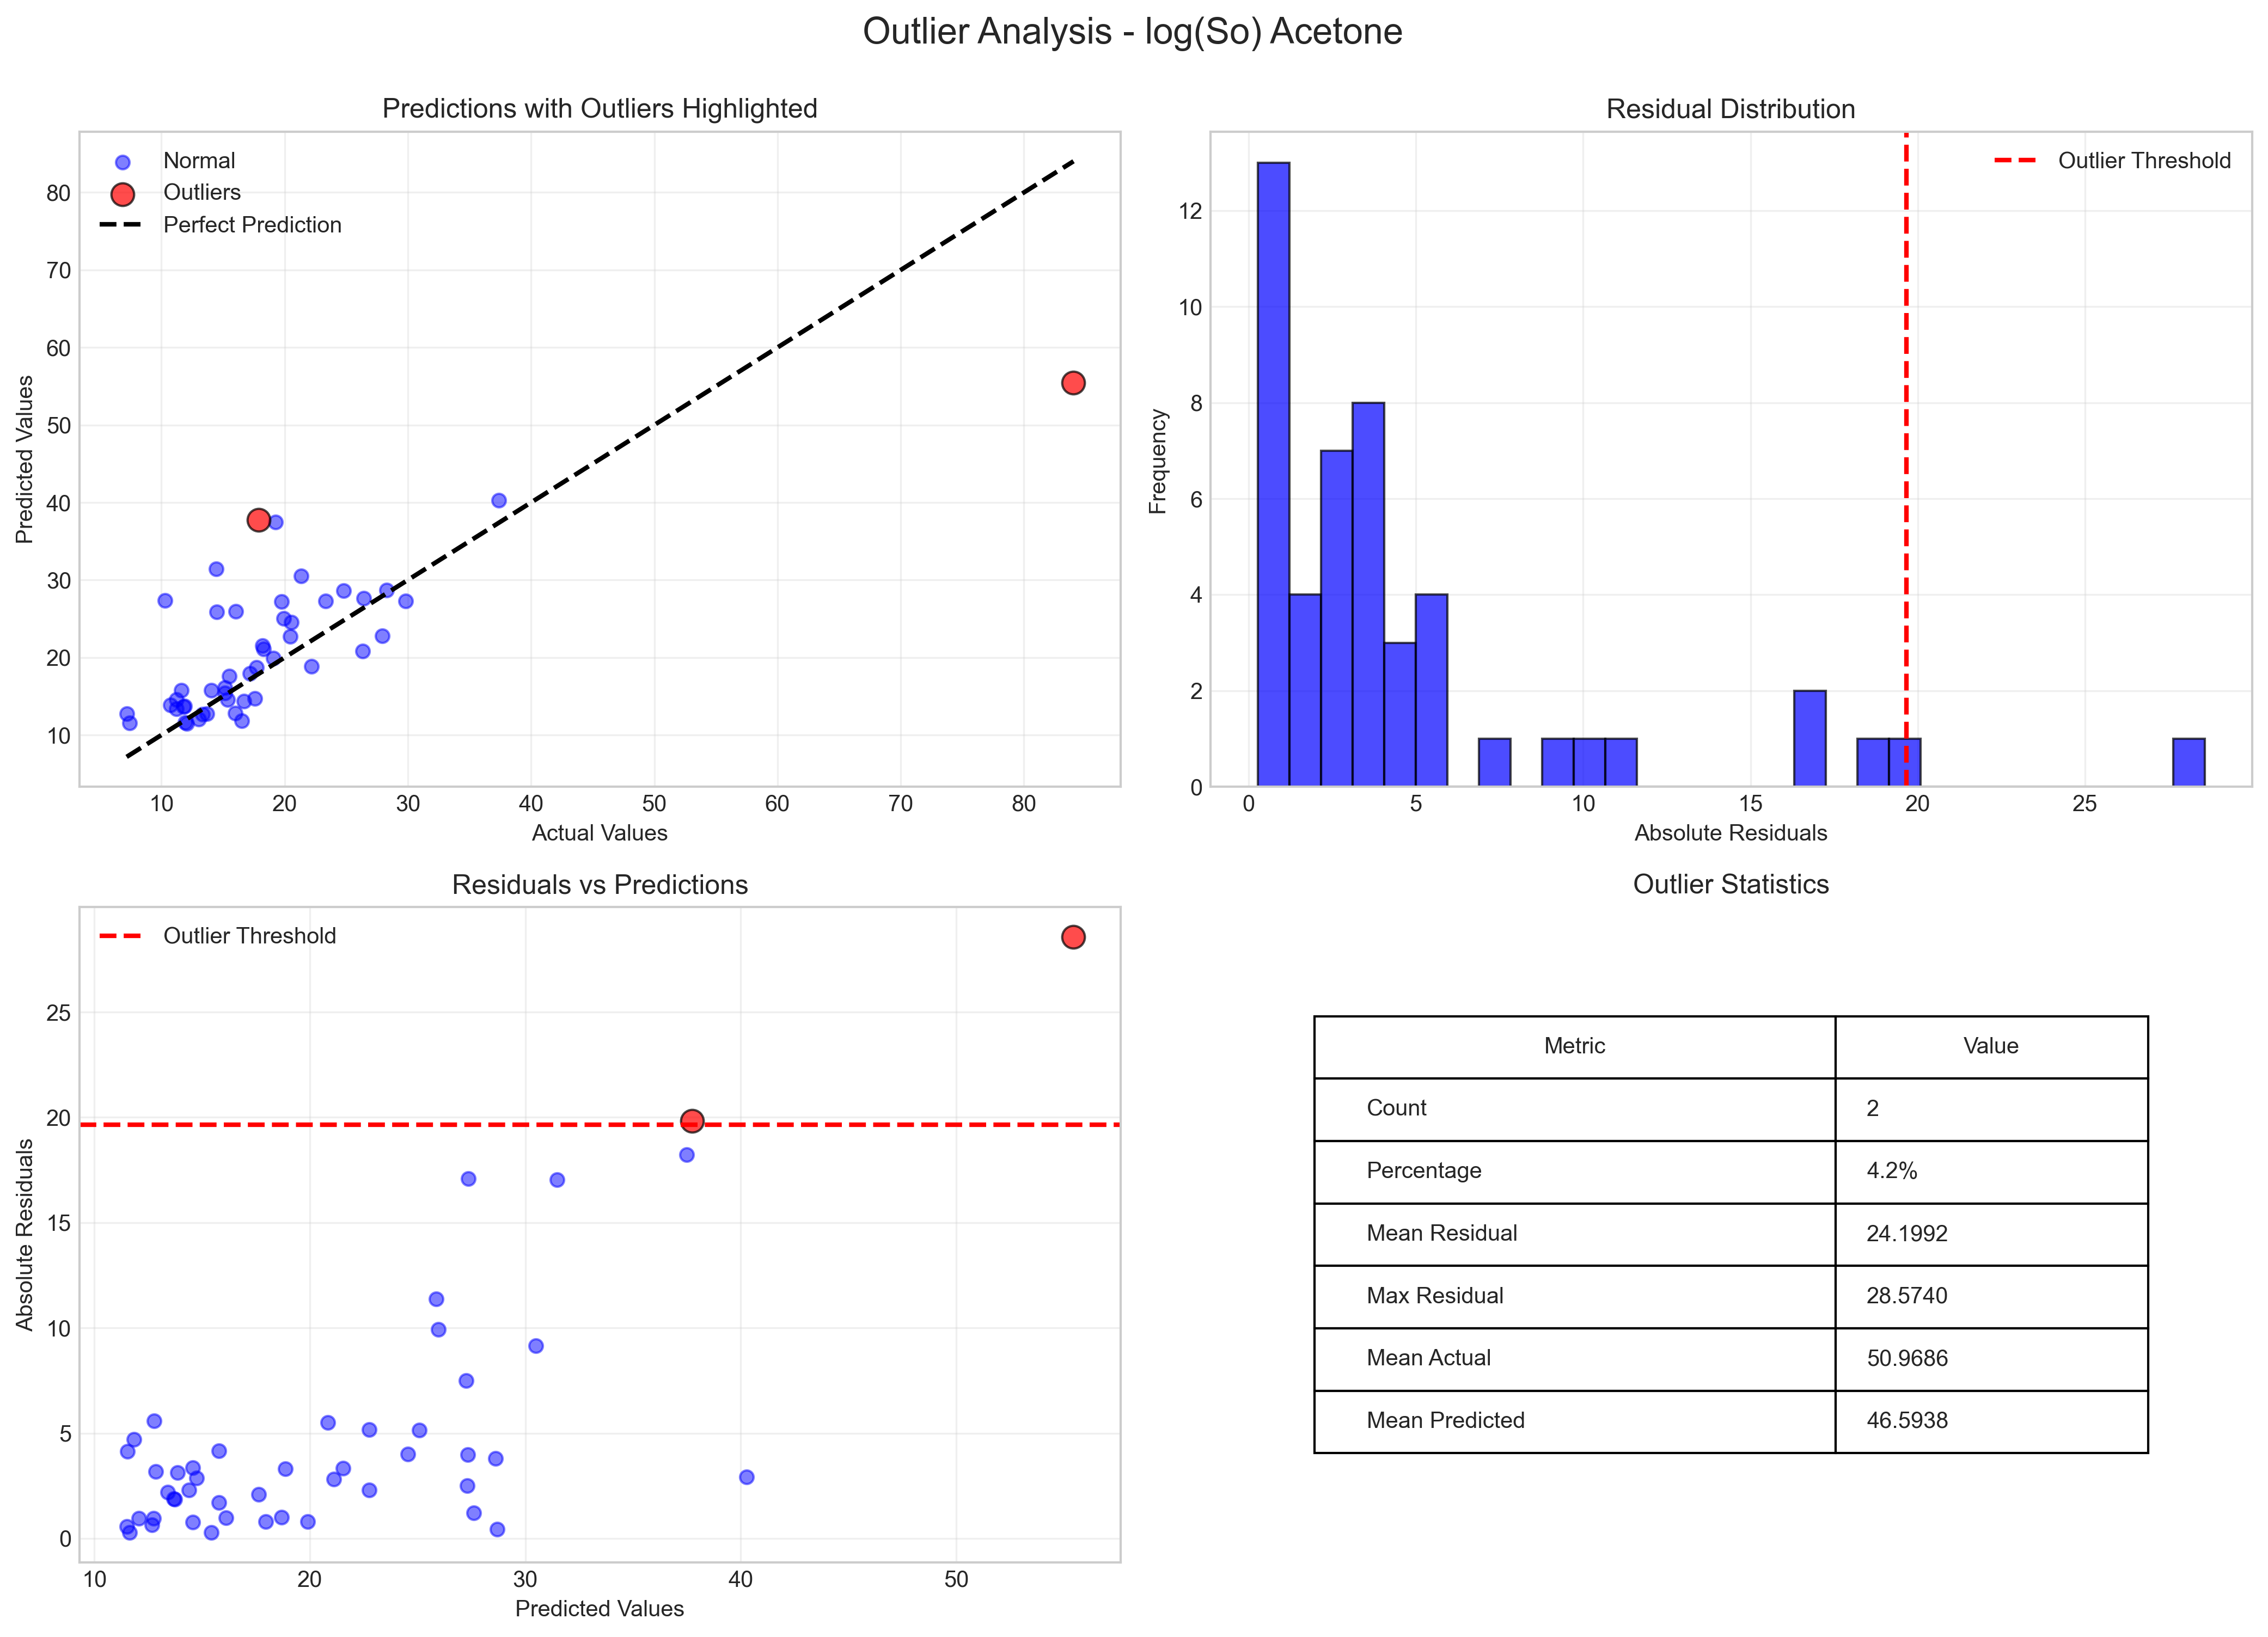 Outlier Analysis - log(So) Acetone
Predictions with Outliers Highlighted
Normal
Outliers
Perfect Prediction
80
70
60
50
40
30
20
10
Predicted Values
10 20 30 40 50 60 70 80
Actual Values
Residual Distribution
Outlier Threshold
12
10
8
6
4
2
0
Frequency
0 5 10 15 20 25
Absolute Residuals
Residuals vs Predictions
Outlier Threshold
25
20
15
10
5
0
Absolute Residuals
10 20 30 40 50
Predicted Values
Outlier Statistics
Metric Value
Count 2
Percentage 4.2%
Mean Residual 24.1992
Max Residual 28.5740
Mean Actual 50.9686
Mean Predicted 46.5938